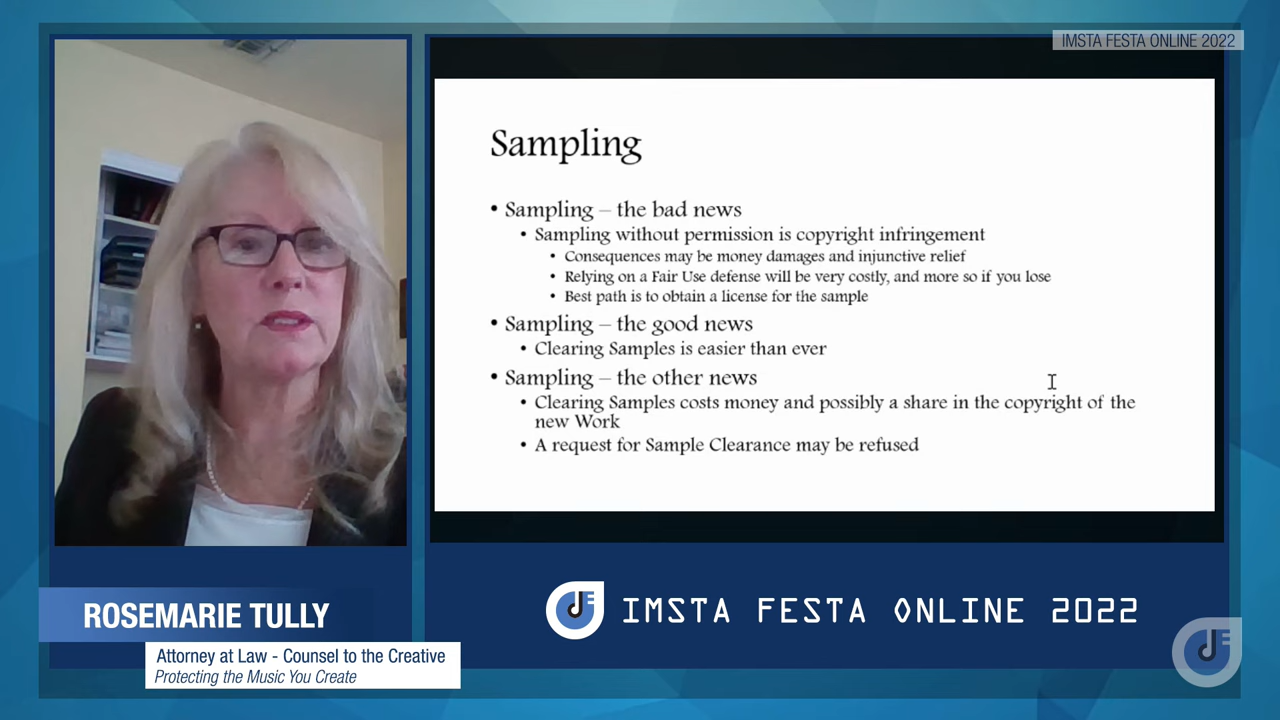 IMSTA FESTA ONLINE 2022
Sampling
• Sampling – the bad news
• Sampling without permission is copyright infringement
• Consequences may be money damages and injunctive relief
• Relying on a Fair Use defense will be very costly, and more so if you lose
• Best path is to obtain a license for the sample
• Sampling – the good news
• Clearing Samples is easier than ever
• Sampling – the other news
• Clearing Samples costs money and possibly a share in the copyright of the
new Work
• A request for Sample Clearance may be refused
ROSEMARIE TULLY
Attorney at Law - Counsel to the Creative
Protecting the Music You Create
IMSTA FESTA ONLINE 2022